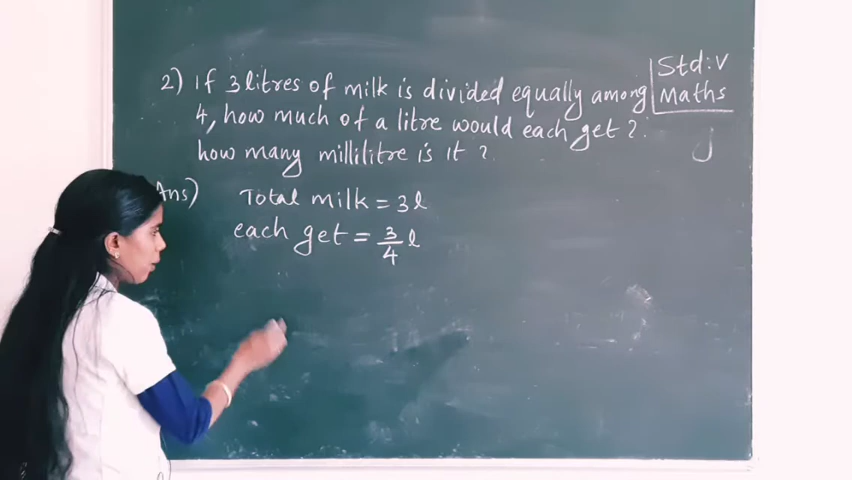 Std: V
Maths
2) If 3 litres of milk is divided equally among
4, how much of a litre would each get?
how many millilitre is it?
Ans) Total milk = 3l
each get = 3/4 l